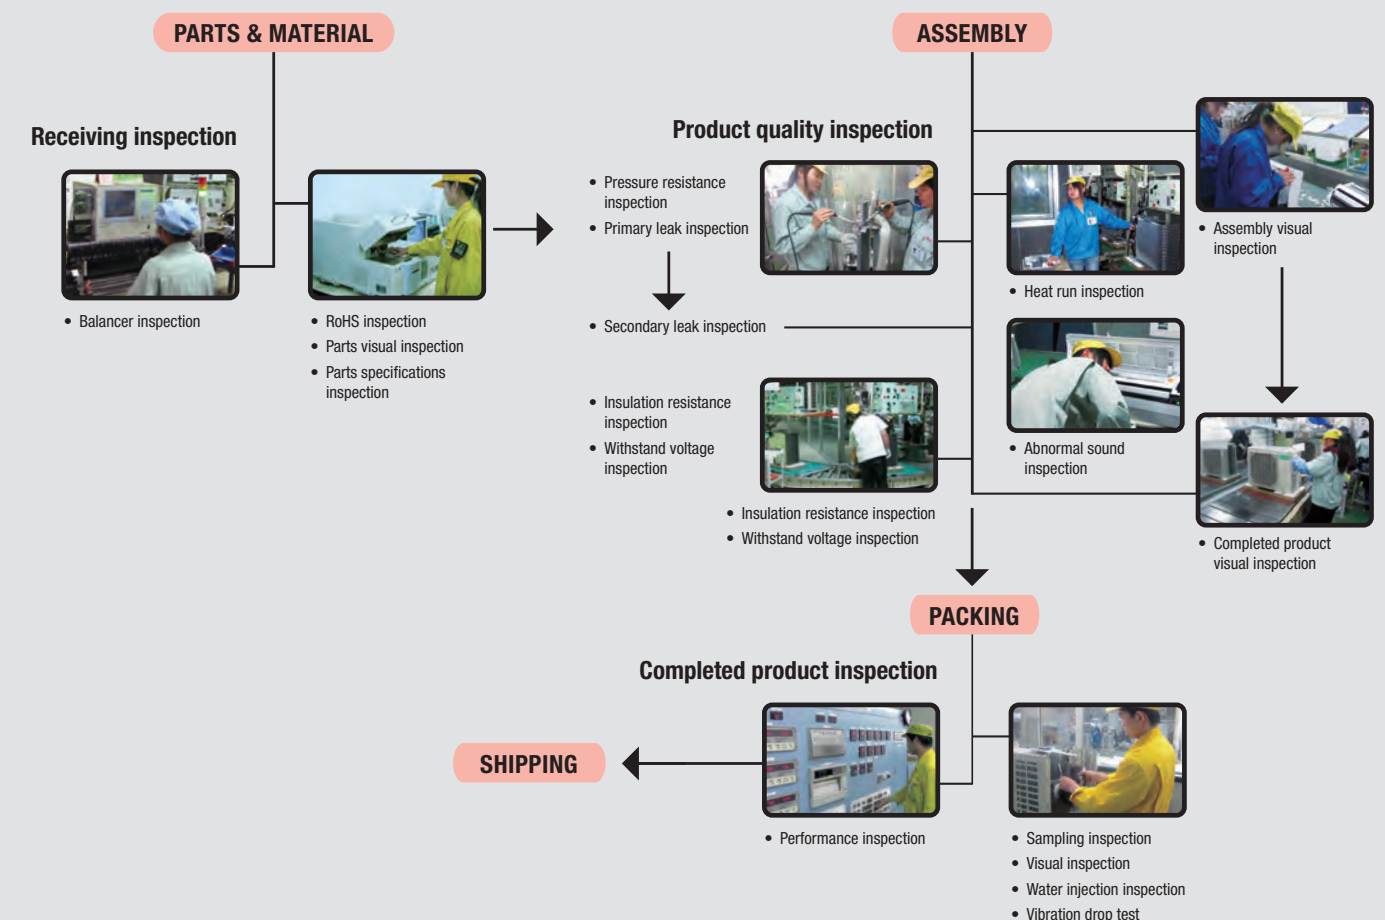 PARTS & MATERIAL
Receiving inspection
• Balancer inspection
• RoHS inspection
• Parts visual inspection
• Parts specifications
inspection
ASSEMBLY
Product quality inspection
• Pressure resistance
inspection
• Primary leak inspection
• Secondary leak inspection
• Insulation resistance
inspection
• Withstand voltage
inspection
• Insulation resistance inspection
• Withstand voltage inspection
• Heat run inspection
• Abnormal sound
inspection
• Assembly visual
inspection
• Completed product
visual inspection
PACKING
Completed product inspection
• Performance inspection
• Sampling inspection
• Visual inspection
• Water injection inspection
• Vibration drop test
SHIPPING